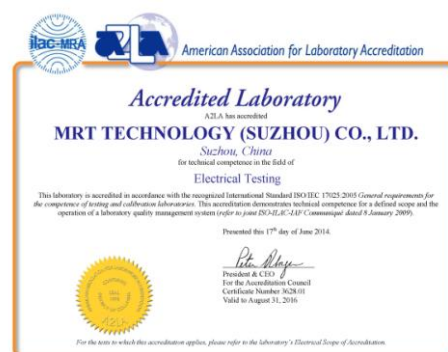 ilac-MRA
A2LA
American Association for Laboratory Accreditation
Accredited Laboratory
A2LA has accredited
MRT TECHNOLOGY (SUZHOU) CO., LTD.
Suzhou, China
for technical competence in the field of
Electrical Testing
This laboratory is accredited in accordance with the recognized International Standard ISO/IEC 17025:2005 General requirements for
the competence of testing and calibration laboratories. This accreditation demonstrates technical competence for a defined scope and the
operation of a laboratory quality management system (refer to joint ISO-ILAC-IAF Communiqué dated 8 January 2009).
Presented this 17th day of June 2014.
President & CEO
For the Accreditation Council
Certificate Number 3628.01
Valid to August 31, 2016
A2LA
For the tests to which this accreditation applies, please refer to the laboratory's Electrical Scope of Accreditation.